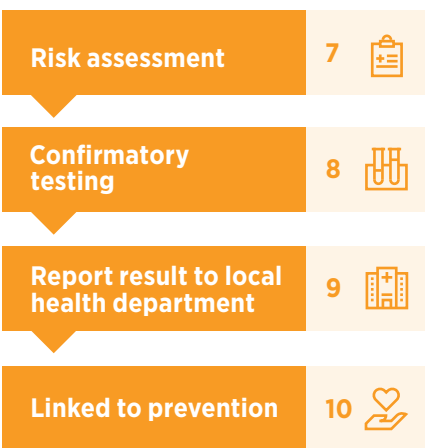 Risk assessment 7
Confirmatory
testing 8
Report result to local
health department 9
Linked to prevention 10